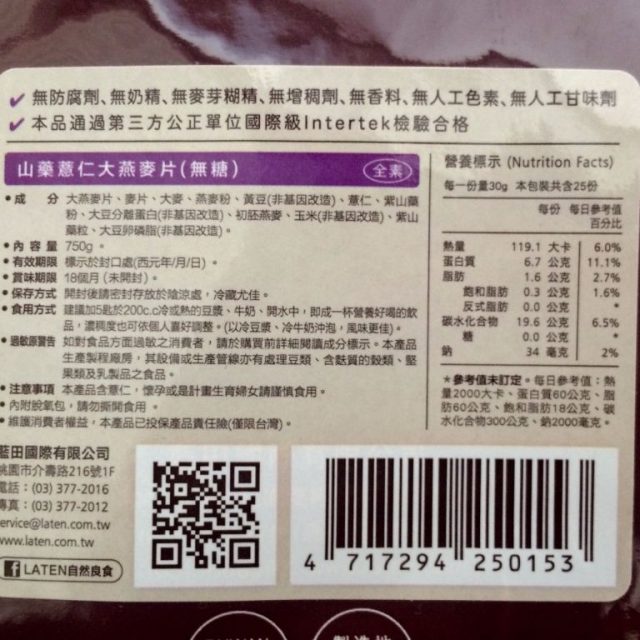 ✓ 無防腐劑、無奶精、無麥芽糊精、無增稠劑、無香料、無人工色素、無人工甘味劑
✓ 本品通過第三方公正單位國際級Intertek檢驗合格
山藥薏仁大燕麥片(無糖) 全素
•成分 大燕麥片、麥片、大麥、燕麥粉、黃豆(非基因改造)、薏仁、紫山藥
粉、大豆分離蛋白(非基因改造)、初胚燕麥、玉米(非基因改造)、紫山
藥粒、大豆卵磷脂(非基因改造)。
•內容量 750g。
•有效期限 標示於封口處(西元年/月/日)。
•賞味期限 18個月(未開封)。
•保存方式 開封後請密封存放於陰涼處，冷藏尤佳。
•食用方式 建議加5匙於200c.c冷或熱的豆漿、牛奶、開水中，即成一杯營養好喝的飲
品，濃稠度也可依個人喜好調整。(以冷豆漿、冷牛奶沖泡，風味更佳)。
•過敏原警告 如對食品方面過敏之消費者，請於購買前詳細閱讀成分標示。本產品
生產製程廠房，其設備或生產管線亦有處理豆類、含麩質的穀類、堅
果類及乳製品之食品。
•注意事項 本產品含薏仁，懷孕或是計畫生育婦女請謹慎食用。
•內附脫氧包，請勿撕開食用。
•維護消費者權益，本產品已投保產品責任險(僅限台灣)。
藍田國際有限公司
桃園市介壽路216號1F
電話：(03) 377-2016
傳真：(03) 377-2012
service@laten.com.tw
www.laten.com.tw
f LATEN自然良食
營養標示 (Nutrition Facts)
每一份量30g 本包裝共含25份
每份 每日參考值
百分比
熱量 119.1 大卡 6.0%
蛋白質 6.7 公克 11.1%
脂肪 1.6 公克 2.7%
飽和脂肪 0.3 公克 1.6%
反式脂肪 0.0 公克 *
碳水化合物 19.6 公克 6.5%
糖 0.0 公克 *
鈉 34 毫克 2%
*參考值未訂定。每日參考值：熱
量2000大卡、蛋白質60公克、脂
肪60公克、飽和脂肪18公克、碳
水化合物300公克、鈉2000毫克。
4 717294 250153
製造地